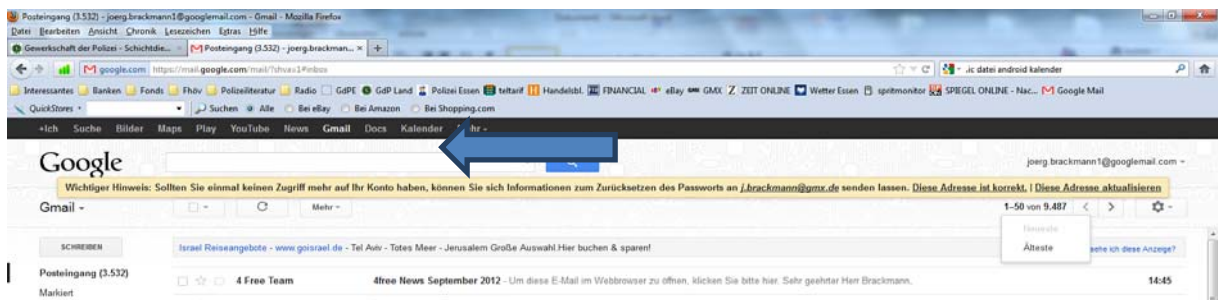 Posteingang (3.532) - joerg.brackmann1@googlemail.com - Gmail - Mozilla Firefox
Datei Bearbeiten Ansicht Chronik Lesezeichen Extras Hilfe
Gewerkschaft der Polizei - Schichtdie... × Posteingang (3.532) - joerg.brackman... × +
google.com https://mail.google.com/mail/?shva=1#inbox .ic datei android kalender
Interessantes Banken Fonds Fhöv Polizeiliteratur Radio GdPE GdP Land Polizei Essen teltarif Handelsbl. FINANCIAL eBay GMX ZEIT ONLINE Wetter Essen spritmonitor SPIEGEL ONLINE - Nac... Google Mail
QuickStores Suchen Alle Bei eBay Bei Amazon Bei Shopping.com
+Ich Suche Bilder Maps Play YouTube News Gmail Docs Kalender
Google joerg.brackmann1@googlemail.com
Wichtiger Hinweis: Sollten Sie einmal keinen Zugriff mehr auf Ihr Konto haben, können Sie sich Informationen zum Zurücksetzen des Passworts an j.brackmann@gmx.de senden lassen. Diese Adresse ist korrekt. | Diese Adresse aktualisieren
Gmail Mehr 1–50 von 9.487
Neueste
SCHREIBEN Israel Reiseangebote - www.goisrael.de - Tel Aviv - Totes Meer - Jerusalem Große Auswahl.Hier buchen & sparen! Älteste sehe ich diese Anzeige?
Posteingang (3.532) 4 Free Team 4free News September 2012 - Um diese E-Mail im Webbrowser zu öffnen, klicken Sie bitte hier. Sehr geehrter Herr Brackmann, 14:45
Markiert